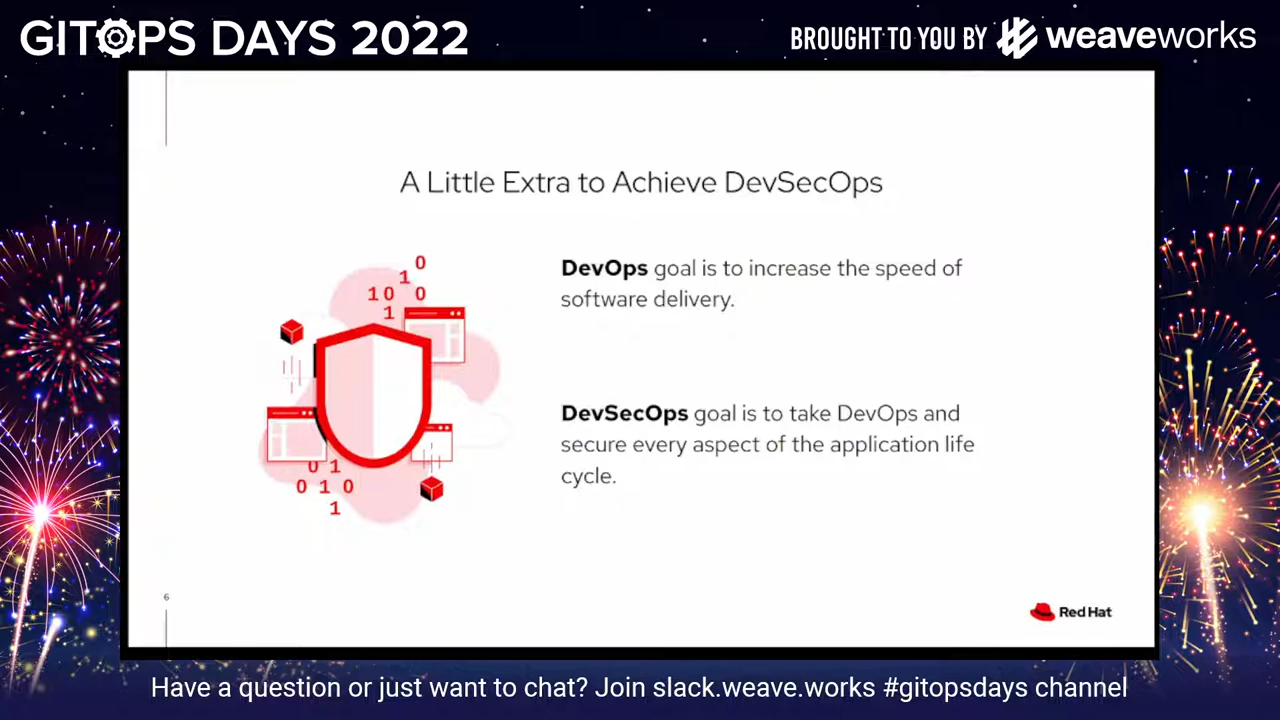 GITOPS DAYS 2022
BROUGHT TO YOU BY weaveworks
A Little Extra to Achieve DevSecOps
0
1
1 0 0
1
DevOps goal is to increase the speed of
software delivery.
DevSecOps goal is to take DevOps and
secure every aspect of the application life
cycle.
0 1
0 1 0
1
6
Red Hat
Have a question or just want to chat? Join slack.weave.works #gitopsdays channel